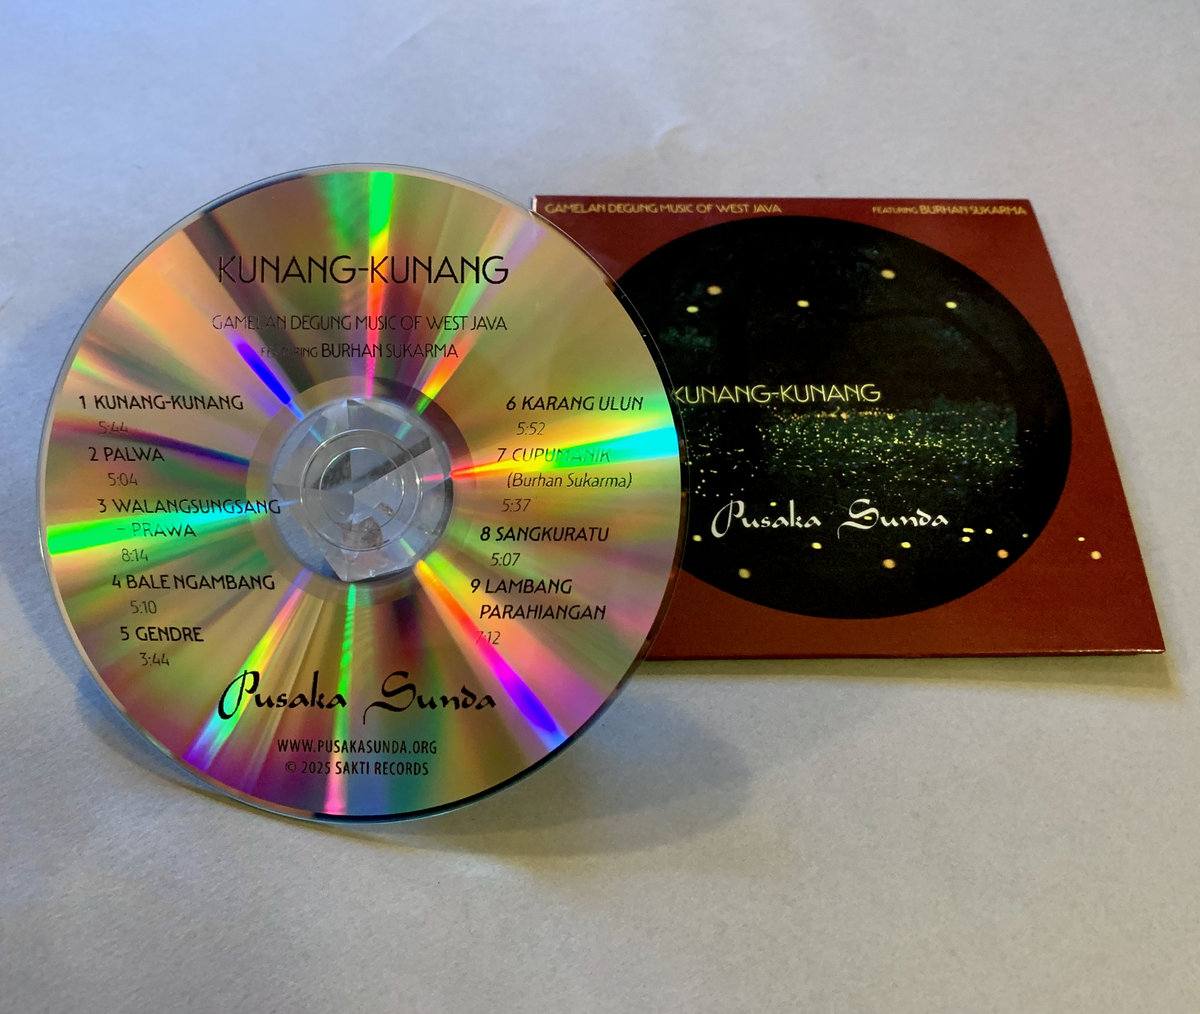 KUNANG-KUNANG
GAMELAN DEGUNG MUSIC OF WEST JAVA
FEATURING BURHAN SUKARMA
1 KUNANG-KUNANG
5:44
2 PALWA
5:04
3 WALANGSUNGSANG
- PRAWA
8:14
4 BALE NGAMBANG
5:10
5 GENDRE
3:44
6 KARANG ULUN
5:52
7 CUPUMANIK
(Burhan Sukarma)
5:37
8 SANGKURATU
5:07
9 LAMBANG
PARAHIANGAN
7:12
Pusaka Sunda
WWW.PUSAKASUNDA.ORG
© 2025 SAKTI RECORDS
GAMELAN DEGUNG MUSIC OF WEST JAVA
FEATURING BURHAN SUKARMA
KUNANG-KUNANG
Pusaka Sunda